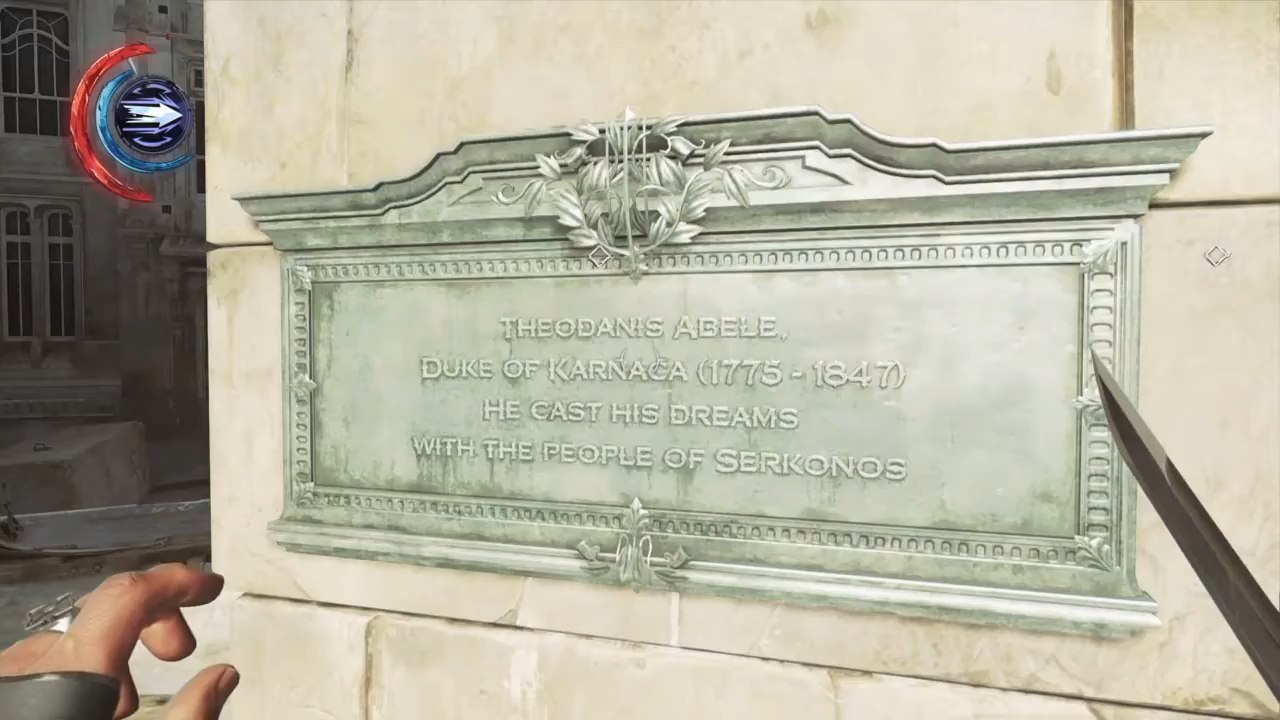 THEODANIS ABELE,
DUKE OF KARNACA (1775 - 1847)
HE CAST HIS DREAMS
WITH THE PEOPLE OF SERKONOS